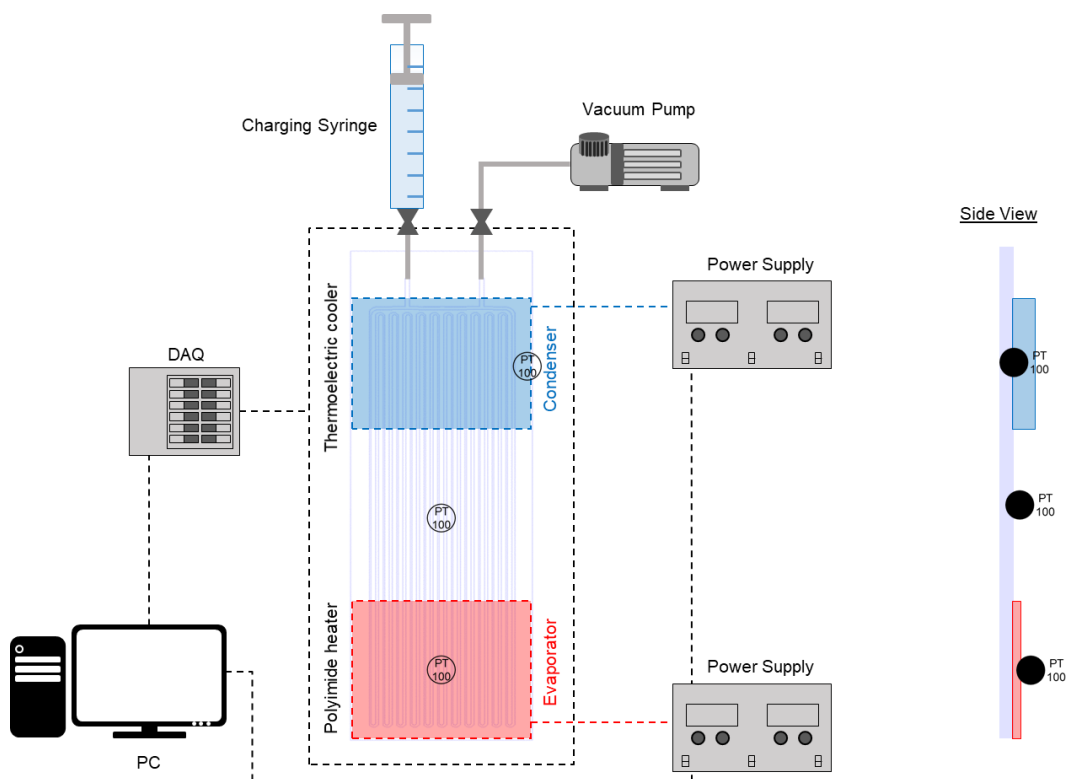 Charging Syringe
Vacuum Pump
Side View
Power Supply
Thermoelectric cooler
PT
100
Condenser
PT
100
DAQ
PT
100
PT
100
Polyimide heater
PT
100
Evaporator
Power Supply
PT
100
PC